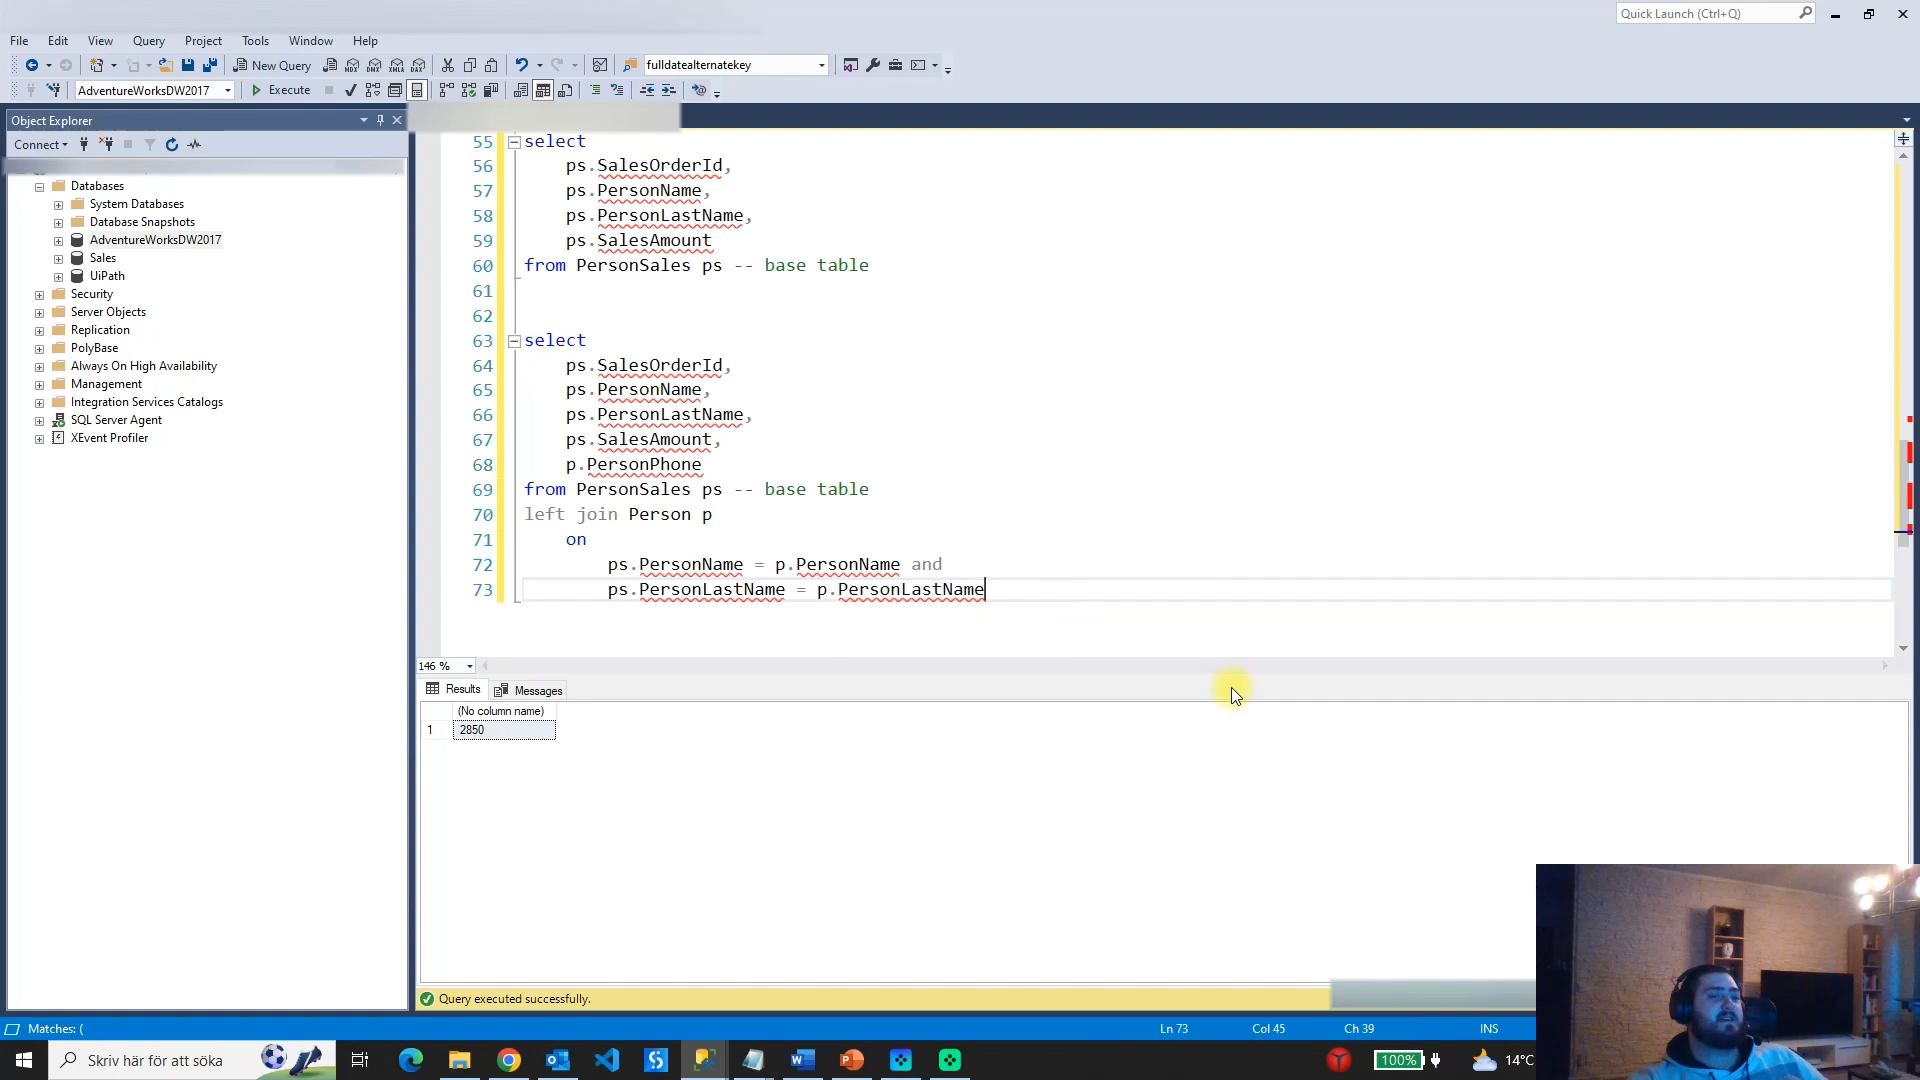 Quick Launch (Ctrl+Q)
File Edit View Query Project Tools Window Help
New Query fulldatealternatekey
AdventureWorksDW2017 Execute
Object Explorer
Connect
Databases
System Databases
Database Snapshots
AdventureWorksDW2017
Sales
UiPath
Security
Server Objects
Replication
PolyBase
Always On High Availability
Management
Integration Services Catalogs
SQL Server Agent
XEvent Profiler
55 select
56 ps.SalesOrderId,
57 ps.PersonName,
58 ps.PersonLastName,
59 ps.SalesAmount
60 from PersonSales ps -- base table
61
62
63 select
64 ps.SalesOrderId,
65 ps.PersonName,
66 ps.PersonLastName,
67 ps.SalesAmount,
68 p.PersonPhone
69 from PersonSales ps -- base table
70 left join Person p
71 on
72 ps.PersonName = p.PersonName and
73 ps.PersonLastName = p.PersonLastName
146 %
Results Messages
(No column name)
1 2850
Query executed successfully.
Matches: ( Ln 73 Col 45 Ch 39 INS
Skriv här för att söka 100% 14°C